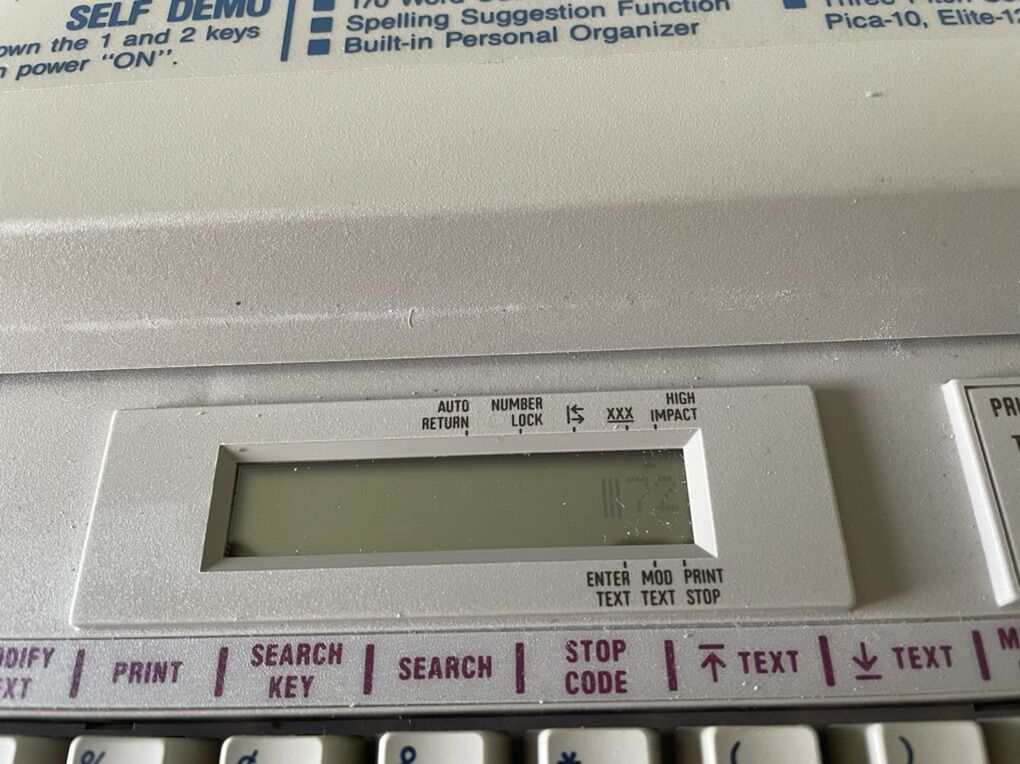 SELF DEMO
own the 1 and 2 keys
power "ON".
Spelling Suggestion Function
Built-in Personal Organizer
Pica-10, Elite-12
AUTO
RETURN
NUMBER
LOCK
XXX
HIGH
IMPACT
72
ENTER
TEXT
MOD
TEXT
PRINT
STOP
PRINT
SEARCH
KEY
SEARCH
STOP
CODE
TEXT
TEXT
%
¢
*
(
)